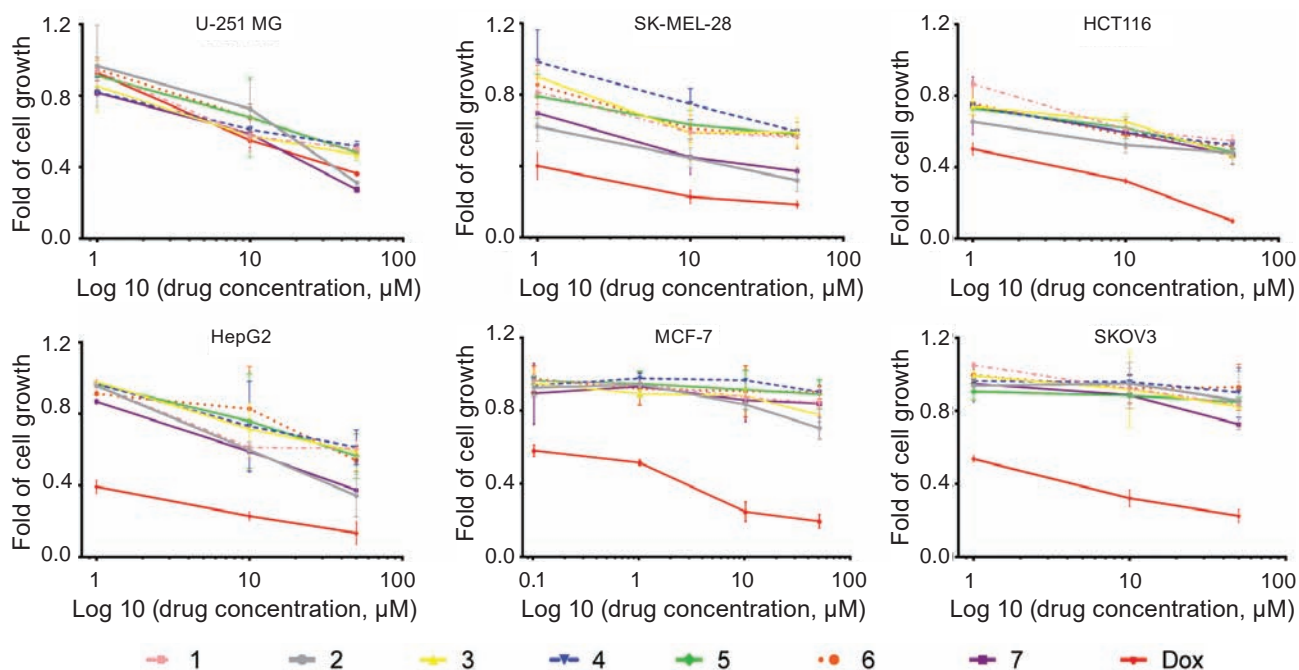 U-251 MG
1.2
0.8
0.4
0.0
Fold of cell growth
1 10 100
Log 10 (drug concentration, µM)
SK-MEL-28
1.2
0.8
0.4
0.0
Fold of cell growth
1 10 100
Log 10 (drug concentration, µM)
HCT116
1.2
0.8
0.4
0.0
Fold of cell growth
1 10 100
Log 10 (drug concentration, µM)
HepG2
1.2
0.8
0.4
0.0
Fold of cell growth
1 10 100
Log 10 (drug concentration, µM)
MCF-7
1.2
0.8
0.4
0.0
Fold of cell growth
0.1 1 10 100
Log 10 (drug concentration, µM)
SKOV3
1.2
0.8
0.4
0.0
Fold of cell growth
1 10 100
Log 10 (drug concentration, µM)
1 2 3 4 5 6 7 Dox